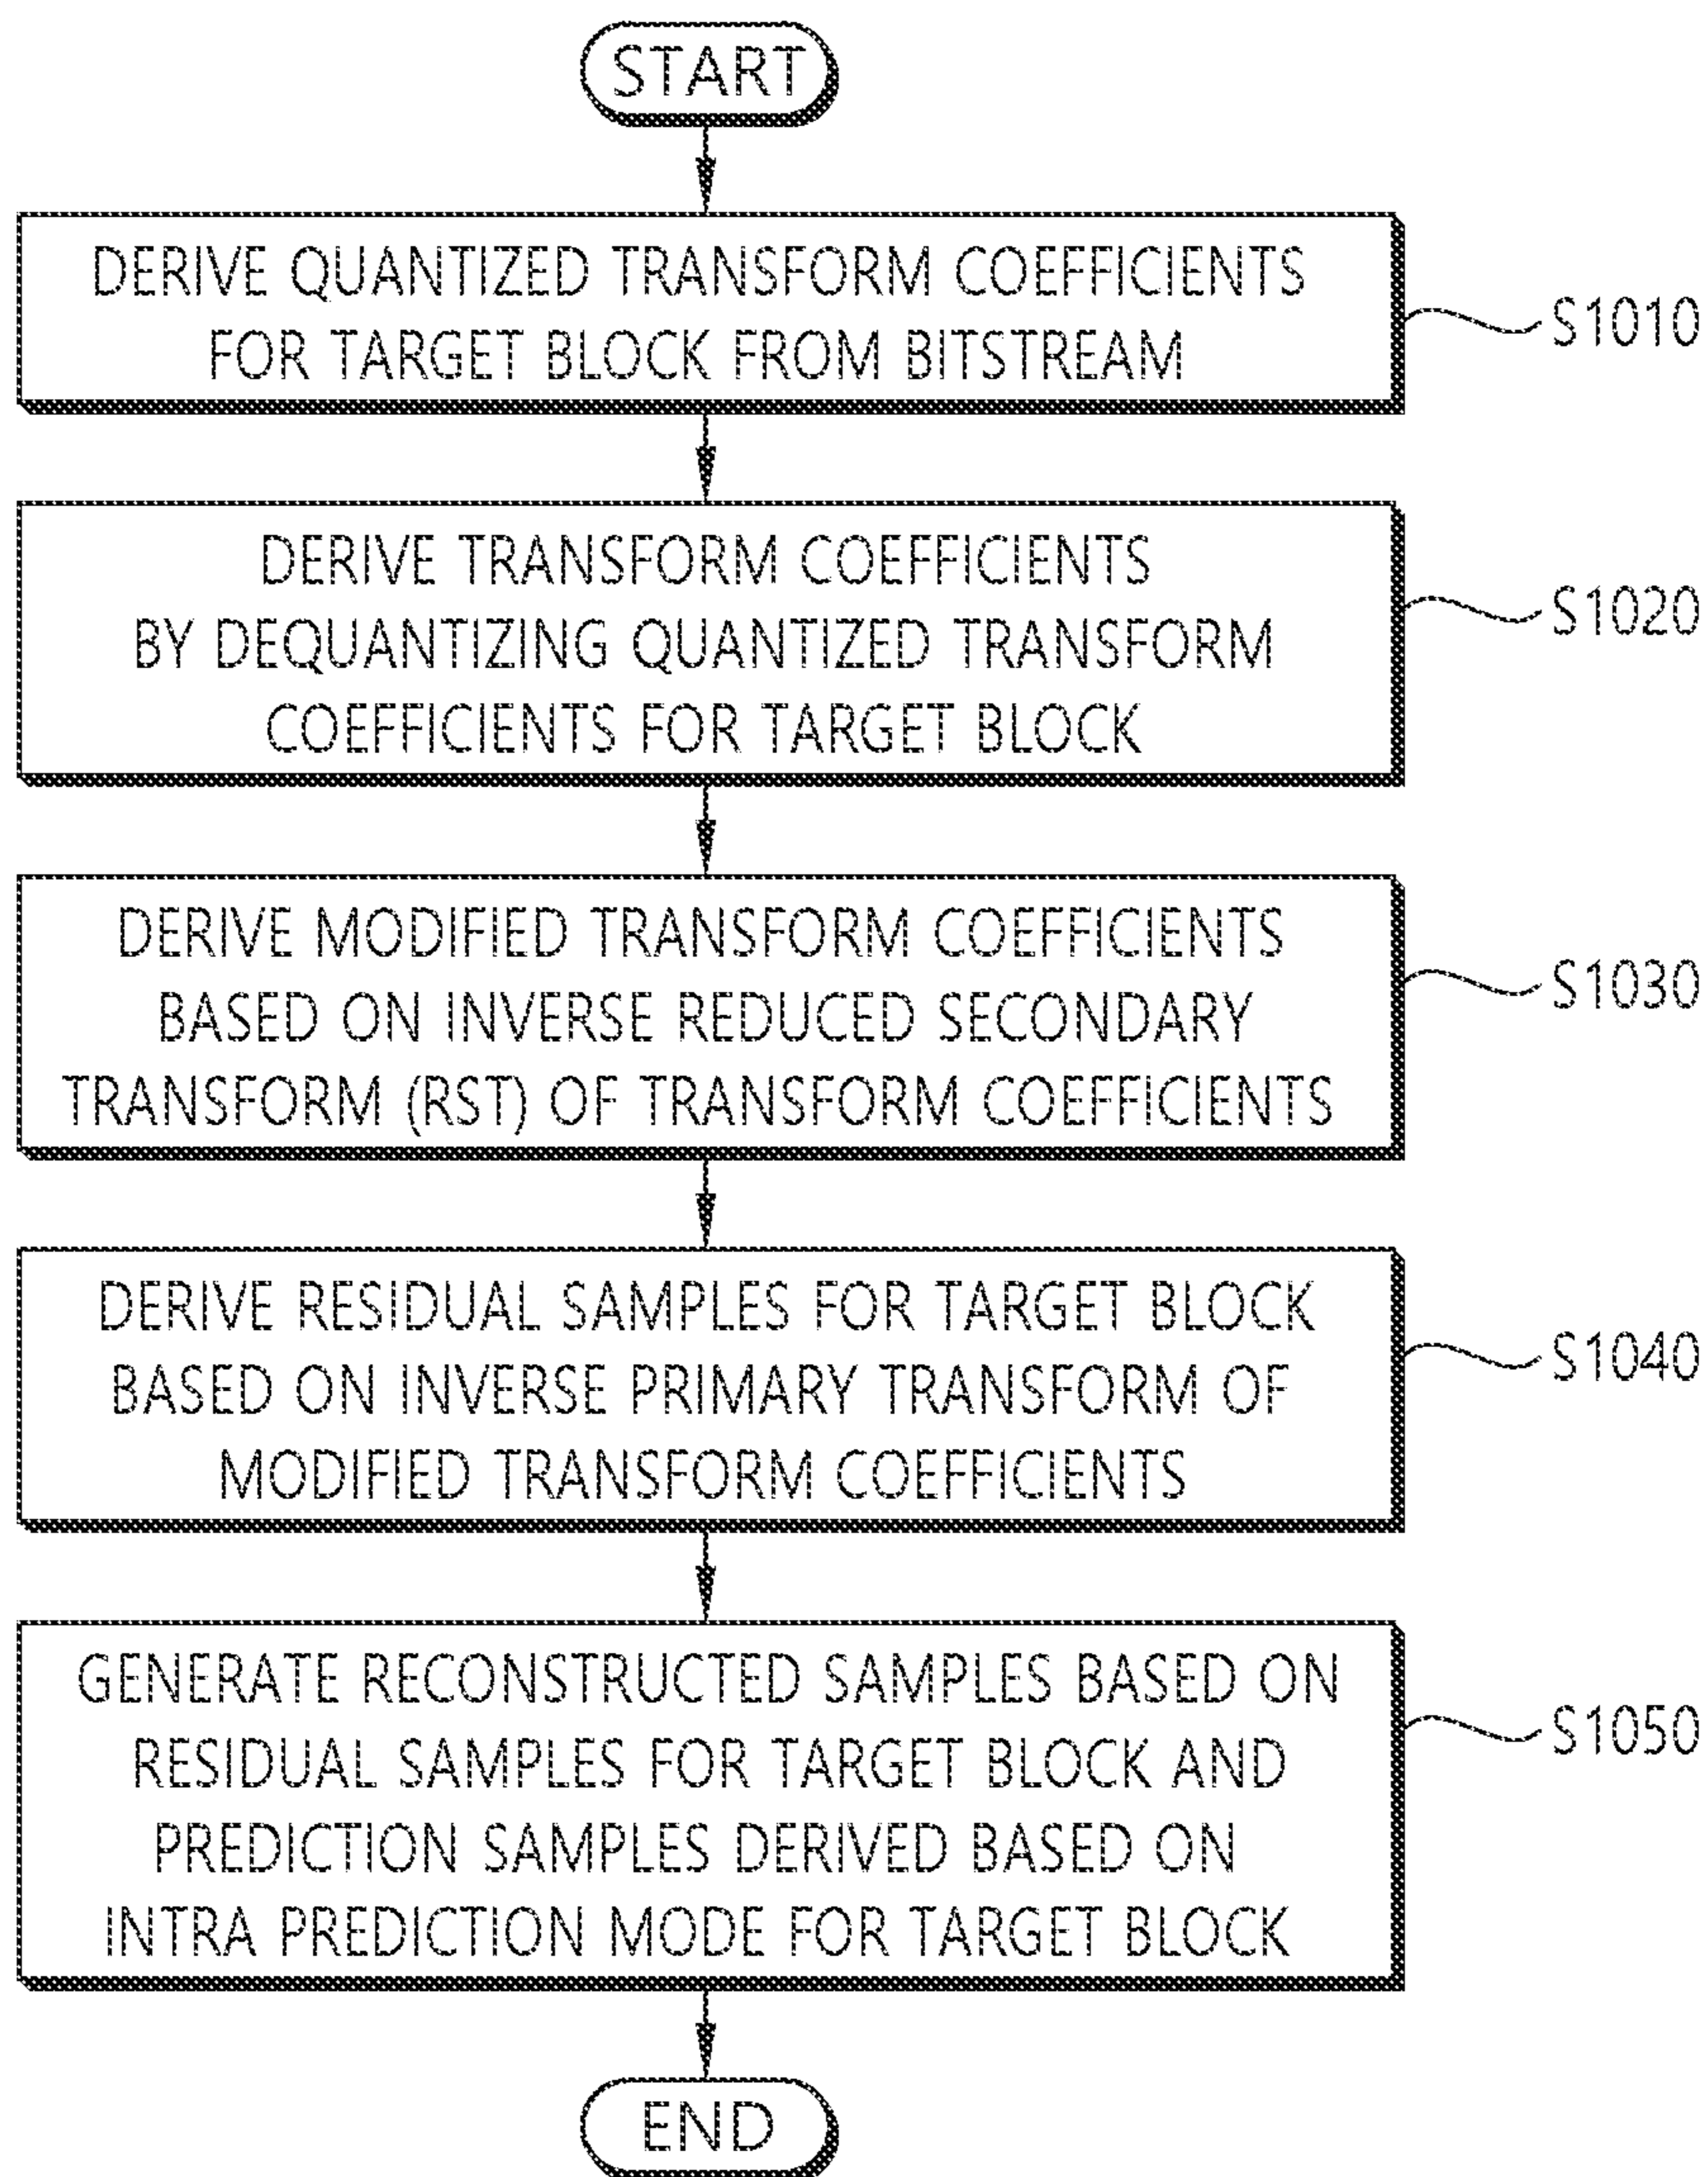 START
DERIVE QUANTIZED TRANSFORM COEFFICIENTS
FOR TARGET BLOCK FROM BITSTREAM
S1010
DERIVE TRANSFORM COEFFICIENTS
BY DEQUANTIZING QUANTIZED TRANSFORM
COEFFICIENTS FOR TARGET BLOCK
S1020
DERIVE MODIFIED TRANSFORM COEFFICIENTS
BASED ON INVERSE REDUCED SECONDARY
TRANSFORM (RST) OF TRANSFORM COEFFICIENTS
S1030
DERIVE RESIDUAL SAMPLES FOR TARGET BLOCK
BASED ON INVERSE PRIMARY TRANSFORM OF
MODIFIED TRANSFORM COEFFICIENTS
S1040
GENERATE RECONSTRUCTED SAMPLES BASED ON
RESIDUAL SAMPLES FOR TARGET BLOCK AND
PREDICTION SAMPLES DERIVED BASED ON
INTRA PREDICTION MODE FOR TARGET BLOCK
S1050
END